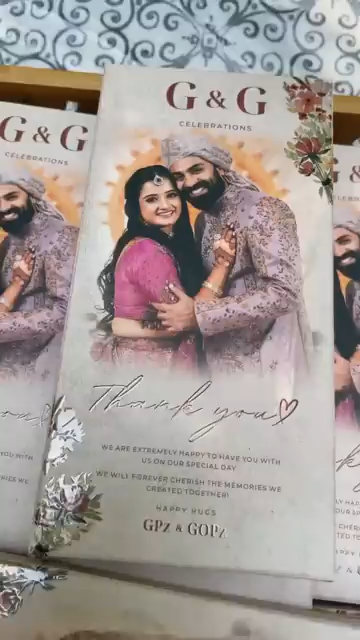 G & G
CELEBRATIONS
Thank you
WE ARE EXTREMELY HAPPY TO HAVE YOU WITH
US ON OUR SPECIAL DAY
WE WILL FOREVER CHERISH THE MEMORIES WE
CREATED TOGETHER!
HAPPY HUGS
GPz & GOPz
G & G
CELEBRATIONS